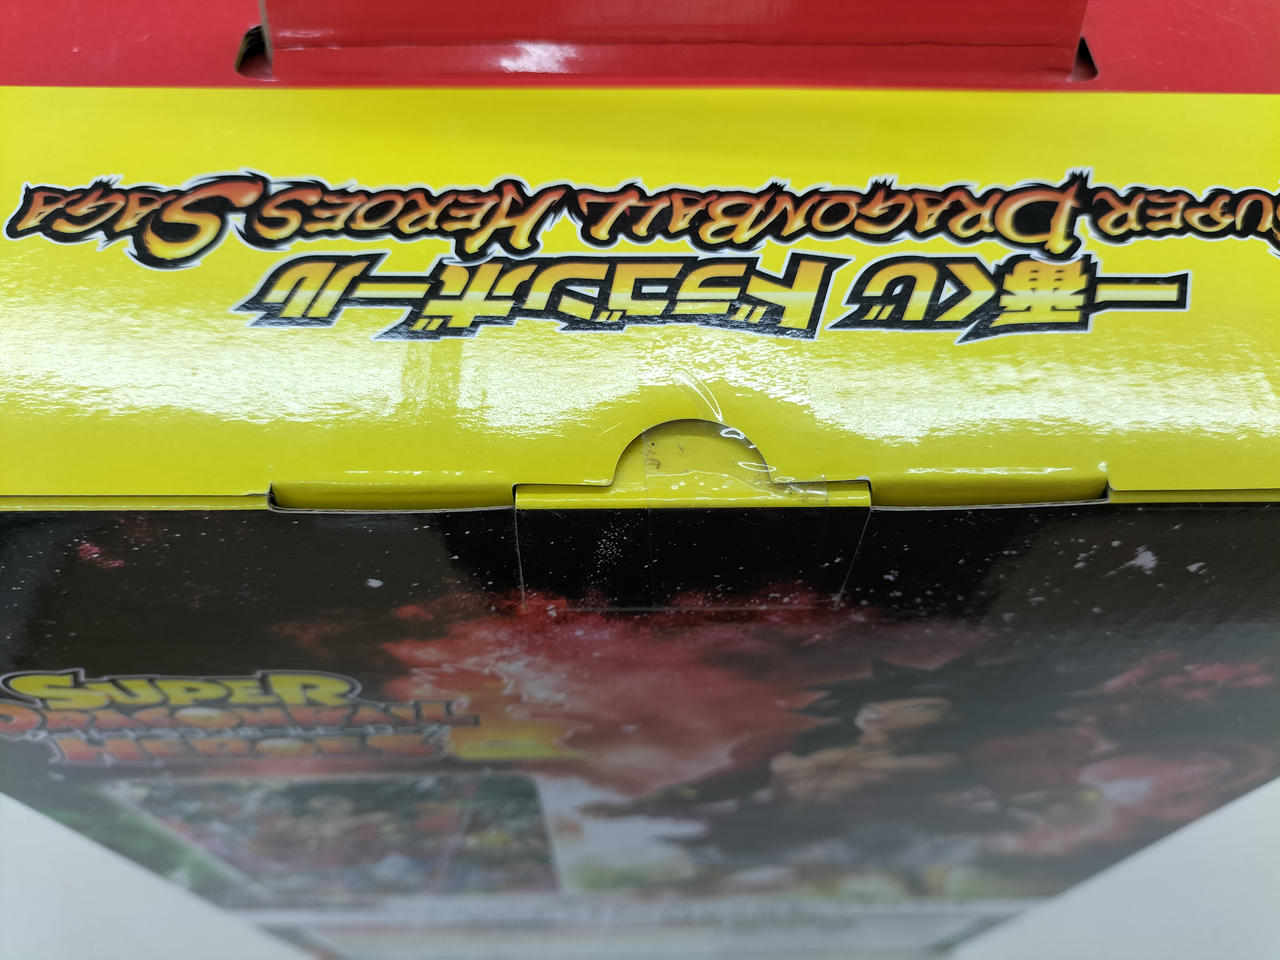 一番くじ ドラゴンボール
SUPER DRAGONBALL HEROES SAGA
SUPER
DRAGONBALL
HEROES